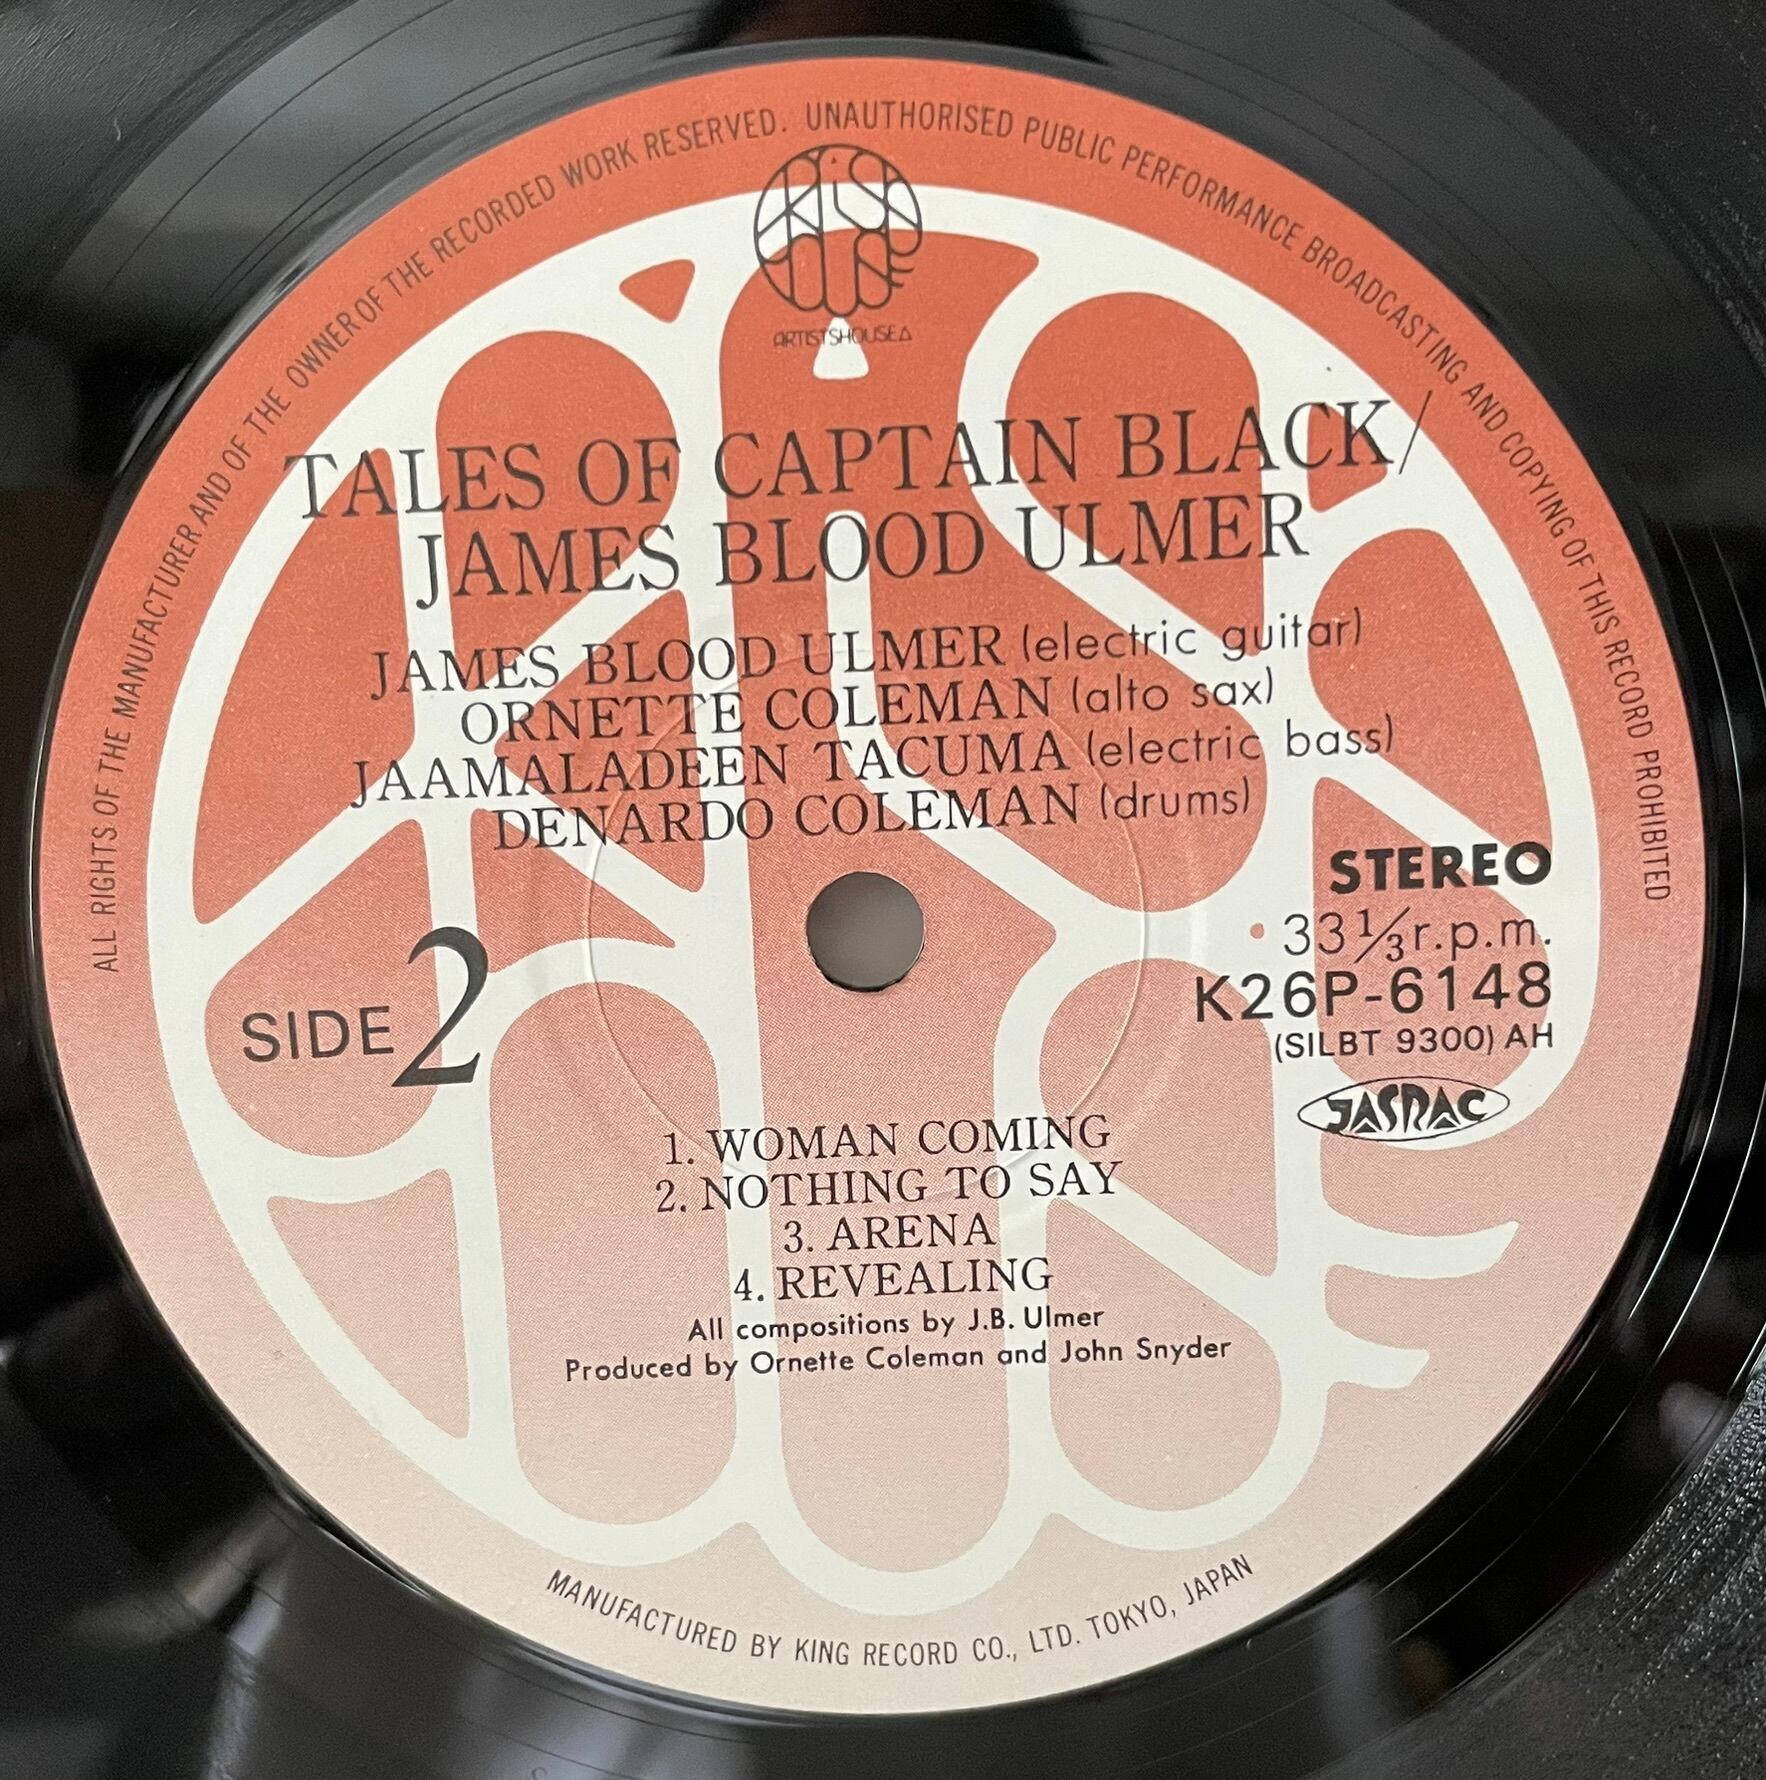 ALL RIGHTS OF THE MANUFACTURER AND OF THE OWNER OF THE RECORDED WORK RESERVED. UNAUTHORISED PUBLIC PERFORMANCE BROADCASTING AND COPYING OF THIS RECORD PROHIBITED
ARTISTSHOUSE
TALES OF CAPTAIN BLACK/
JAMES BLOOD ULMER
JAMES BLOOD ULMER (electric guitar)
ORNETTE COLEMAN (alto sax)
JAAMALADEEN TACUMA (electric bass)
DENARDO COLEMAN (drums)
STEREO
33 1/3 r.p.m.
K26P-6148
(SILBT 9300) AH
JASRAC
SIDE 2
1. WOMAN COMING
2. NOTHING TO SAY
3. ARENA
4. REVEALING
All compositions by J.B. Ulmer
Produced by Ornette Coleman and John Snyder
MANUFACTURED BY KING RECORD CO., LTD. TOKYO, JAPAN